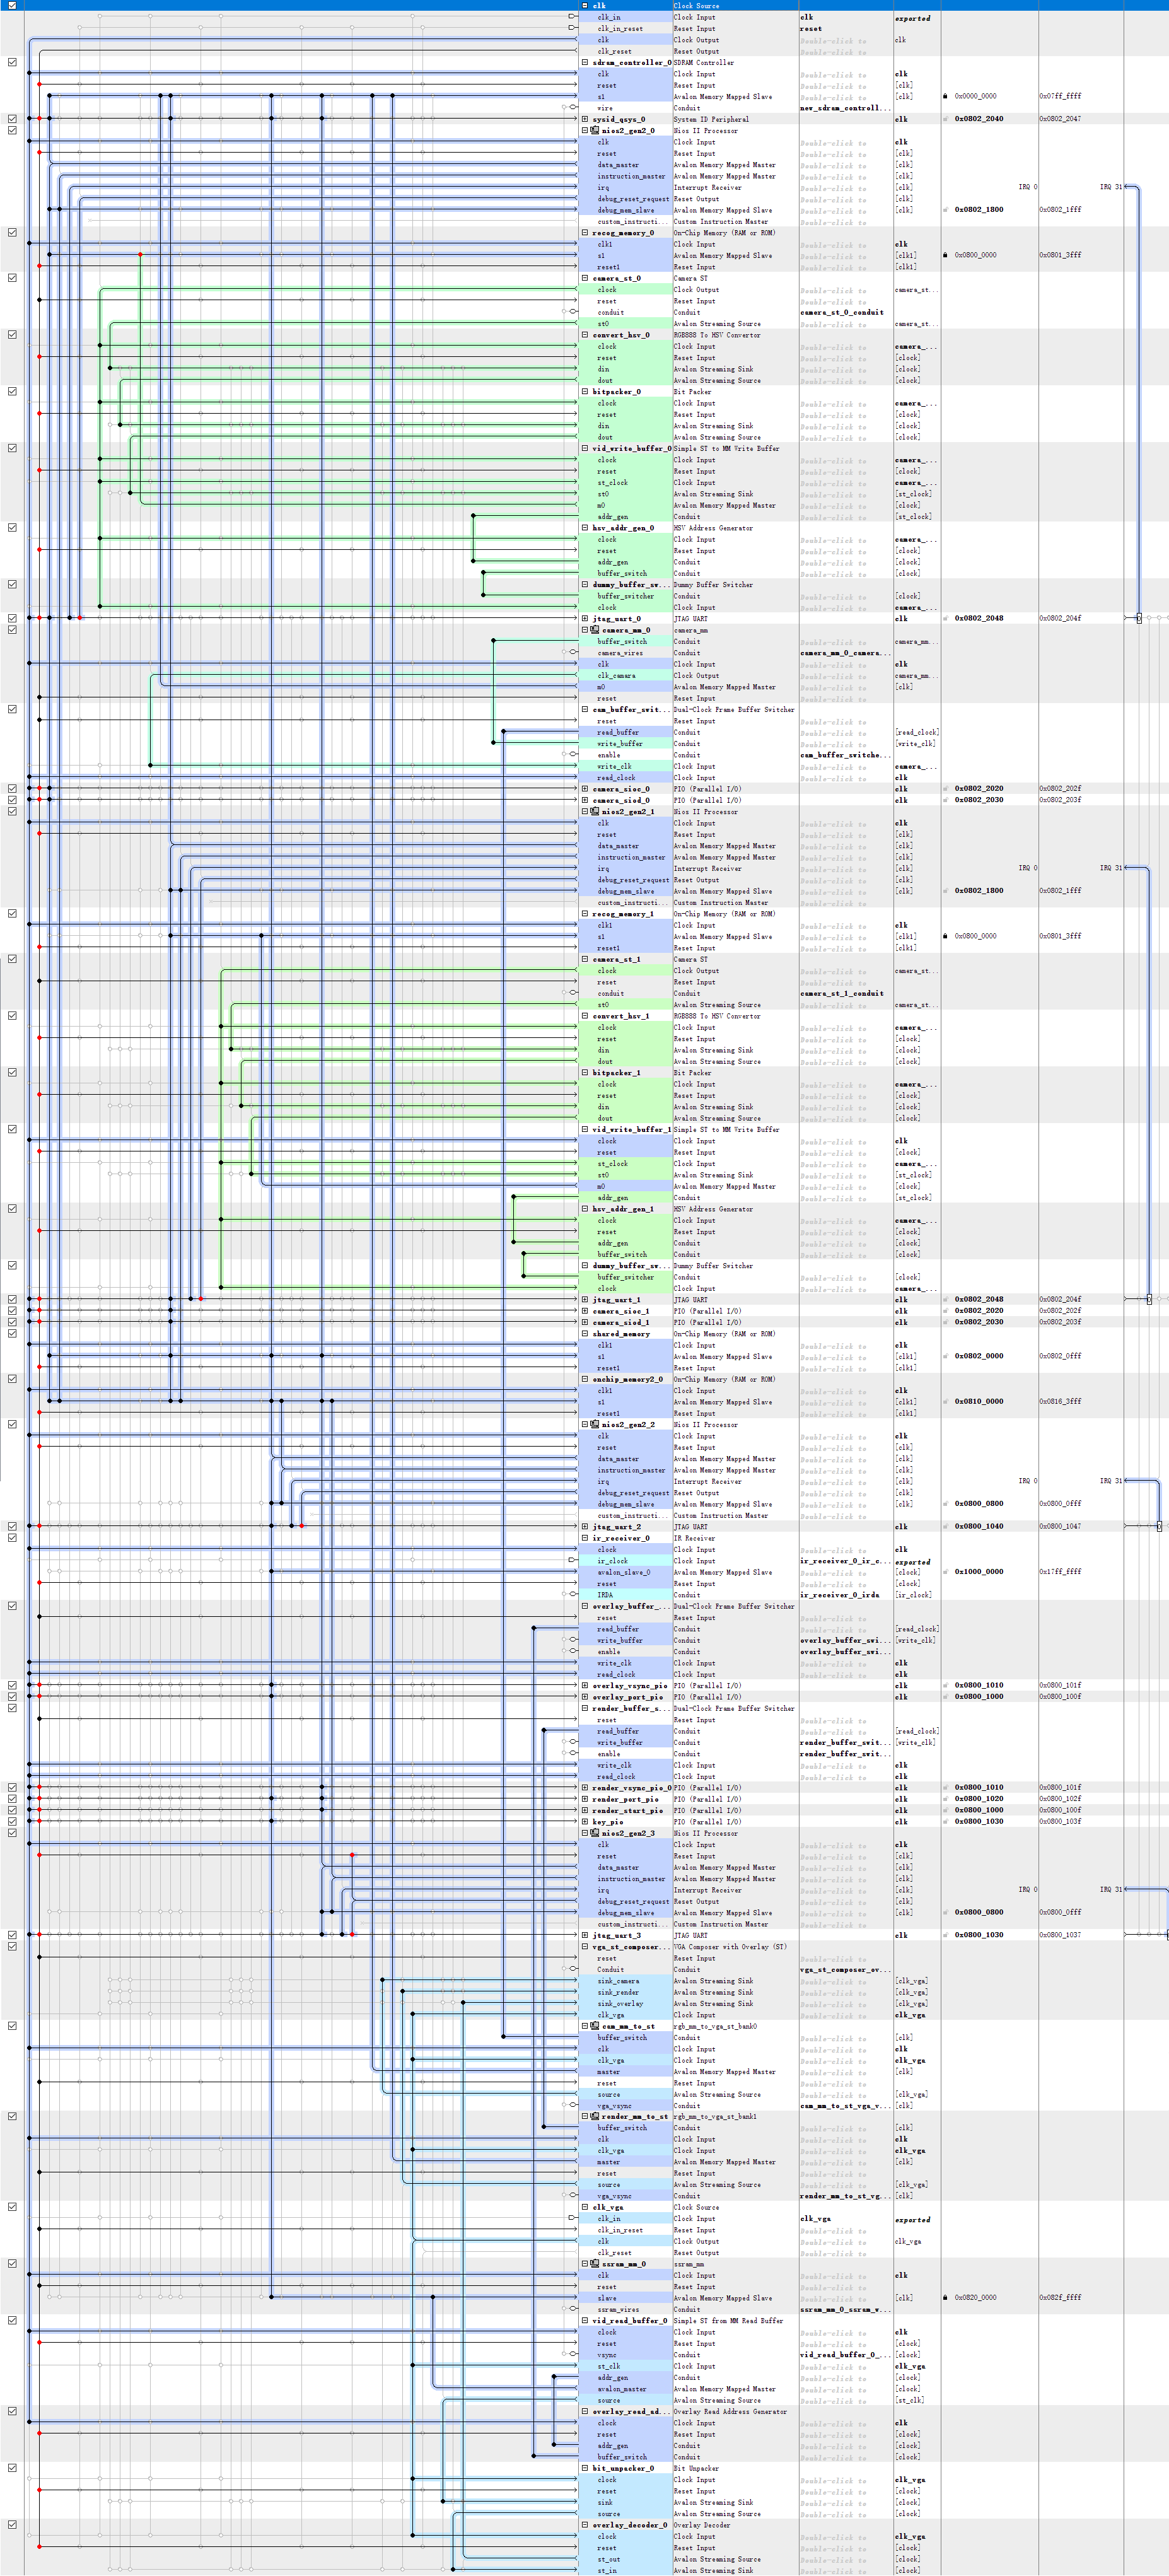 clk Clock Source
clk_in Clock Input clk exported
clk_in_reset Reset Input reset
clk Clock Output Double-click to clk
clk_reset Reset Output Double-click to
sdram_controller_0 SDRAM Controller
clk Clock Input Double-click to clk
reset Reset Input Double-click to [clk]
s1 Avalon Memory Mapped Slave Double-click to [clk] 0x0000_0000 0x07ff_ffff
wire Conduit new_sdram_controll...
sysid_qsys_0 System ID Peripheral clk 0x0802_2040 0x0802_2047
nios2_gen2_0 Nios II Processor
clk Clock Input Double-click to clk
reset Reset Input Double-click to [clk]
data_master Avalon Memory Mapped Master Double-click to [clk]
instruction_master Avalon Memory Mapped Master Double-click to [clk]
irq Interrupt Receiver Double-click to [clk] IRQ 0 IRQ 31
debug_reset_request Reset Output Double-click to [clk]
debug_mem_slave Avalon Memory Mapped Slave Double-click to [clk] 0x0802_1800 0x0802_1fff
custom_instructi... Custom Instruction Master Double-click to
recog_memory_0 On-Chip Memory (RAM or ROM)
clk1 Clock Input Double-click to clk
s1 Avalon Memory Mapped Slave Double-click to [clk1] 0x0800_0000 0x0801_3fff
reset1 Reset Input Double-click to [clk1]
camera_st_0 Camera ST
clock Clock Output Double-click to camera_st...
reset Reset Input Double-click to
conduit Conduit camera_st_0_conduit
st0 Avalon Streaming Source Double-click to camera_st...
convert_hsv_0 RGB888 To HSV Convertor
clock Clock Input Double-click to camera_...
reset Reset Input Double-click to [clock]
din Avalon Streaming Sink Double-click to [clock]
dout Avalon Streaming Source Double-click to [clock]
bitpacker_0 Bit Packer
clock Clock Input Double-click to camera_...
reset Reset Input Double-click to [clock]
din Avalon Streaming Sink Double-click to [clock]
dout Avalon Streaming Source Double-click to [clock]
vid_write_buffer_0 Simple ST to MM Write Buffer
clock Clock Input Double-click to camera_...
reset Reset Input Double-click to [clock]
st_clock Clock Input Double-click to camera_...
st0 Avalon Streaming Sink Double-click to [st_clock]
m0 Avalon Memory Mapped Master Double-click to [clock]
addr_gen Conduit Double-click to [st_clock]
hsv_addr_gen_0 HSV Address Generator
clock Clock Input Double-click to camera_...
reset Reset Input Double-click to [clock]
addr_gen Conduit Double-click to [clock]
buffer_switch Conduit Double-click to [clock]
dummy_buffer_sw... Dummy Buffer Switcher
buffer_switcher Conduit Double-click to [clock]
clock Clock Input Double-click to camera_...
jtag_uart_0 JTAG UART clk 0x0802_2048 0x0802_204f
camera_mm_0 camera_mm
buffer_switch Conduit Double-click to camera_mm...
camera_wires Conduit camera_mm_0_camera...
clk Clock Input Double-click to clk
clk_camera Clock Output Double-click to camera_mm...
m0 Avalon Memory Mapped Master Double-click to [clk]
reset Reset Input Double-click to
cam_buffer_swit... Dual-Clock Frame Buffer Switcher
reset Reset Input Double-click to
read_buffer Conduit Double-click to [read_clock]
write_buffer Conduit Double-click to [write_clk]
enable Conduit cam_buffer_switche...
write_clk Clock Input Double-click to camera_...
read_clock Clock Input Double-click to clk
camera_sioc_0 PIO (Parallel I/O) clk 0x0802_2020 0x0802_202f
camera_siod_0 PIO (Parallel I/O) clk 0x0802_2030 0x0802_203f
nios2_gen2_1 Nios II Processor
clk Clock Input Double-click to clk
reset Reset Input Double-click to [clk]
data_master Avalon Memory Mapped Master Double-click to [clk]
instruction_master Avalon Memory Mapped Master Double-click to [clk]
irq Interrupt Receiver Double-click to [clk] IRQ 0 IRQ 31
debug_reset_request Reset Output Double-click to [clk]
debug_mem_slave Avalon Memory Mapped Slave Double-click to [clk] 0x0802_1800 0x0802_1fff
custom_instructi... Custom Instruction Master Double-click to
recog_memory_1 On-Chip Memory (RAM or ROM)
clk1 Clock Input Double-click to clk
s1 Avalon Memory Mapped Slave Double-click to [clk1] 0x0800_0000 0x0801_3fff
reset1 Reset Input Double-click to [clk1]
camera_st_1 Camera ST
clock Clock Output Double-click to camera_st...
reset Reset Input Double-click to
conduit Conduit camera_st_1_conduit
st0 Avalon Streaming Source Double-click to camera_st...
convert_hsv_1 RGB888 To HSV Convertor
clock Clock Input Double-click to camera_...
reset Reset Input Double-click to [clock]
din Avalon Streaming Sink Double-click to [clock]
dout Avalon Streaming Source Double-click to [clock]
bitpacker_1 Bit Packer
clock Clock Input Double-click to camera_...
reset Reset Input Double-click to [clock]
din Avalon Streaming Sink Double-click to [clock]
dout Avalon Streaming Source Double-click to [clock]
vid_write_buffer_1 Simple ST to MM Write Buffer
clock Clock Input Double-click to clk
reset Reset Input Double-click to [clock]
st_clock Clock Input Double-click to camera_...
st0 Avalon Streaming Sink Double-click to [st_clock]
m0 Avalon Memory Mapped Master Double-click to [clock]
addr_gen Conduit Double-click to [st_clock]
hsv_addr_gen_1 HSV Address Generator
clock Clock Input Double-click to camera_...
reset Reset Input Double-click to [clock]
addr_gen Conduit Double-click to [clock]
buffer_switch Conduit Double-click to [clock]
dummy_buffer_sw... Dummy Buffer Switcher
buffer_switcher Conduit Double-click to [clock]
clock Clock Input Double-click to camera_...
jtag_uart_1 JTAG UART clk 0x0802_2048 0x0802_204f
camera_sioc_1 PIO (Parallel I/O) clk 0x0802_2020 0x0802_202f
camera_siod_1 PIO (Parallel I/O) clk 0x0802_2030 0x0802_203f
shared_memory On-Chip Memory (RAM or ROM)
clk1 Clock Input Double-click to clk
s1 Avalon Memory Mapped Slave Double-click to [clk1] 0x0802_0000 0x0802_0fff
reset1 Reset Input Double-click to [clk1]
onchip_memory2_0 On-Chip Memory (RAM or ROM)
clk1 Clock Input Double-click to clk
s1 Avalon Memory Mapped Slave Double-click to [clk1] 0x0810_0000 0x0816_3fff
reset1 Reset Input Double-click to [clk1]
nios2_gen2_2 Nios II Processor
clk Clock Input Double-click to clk
reset Reset Input Double-click to [clk]
data_master Avalon Memory Mapped Master Double-click to [clk]
instruction_master Avalon Memory Mapped Master Double-click to [clk]
irq Interrupt Receiver Double-click to [clk] IRQ 0 IRQ 31
debug_reset_request Reset Output Double-click to [clk]
debug_mem_slave Avalon Memory Mapped Slave Double-click to [clk] 0x0800_0800 0x0800_0fff
custom_instructi... Custom Instruction Master Double-click to
jtag_uart_2 JTAG UART clk 0x0800_1040 0x0800_1047
ir_receiver_0 IR Receiver
clock Clock Input Double-click to clk
ir_clock Clock Input ir_receiver_0_ir_c... exported
avalon_slave_0 Avalon Memory Mapped Slave Double-click to [clock] 0x1000_0000 0x17ff_ffff
reset Reset Input Double-click to [clock]
IRDA Conduit ir_receiver_0_irda [ir_clock]
overlay_buffer_... Dual-Clock Frame Buffer Switcher
reset Reset Input Double-click to
read_buffer Conduit Double-click to [read_clock]
write_buffer Conduit overlay_buffer_swi... [write_clk]
enable Conduit overlay_buffer_swi...
write_clk Clock Input Double-click to clk
read_clock Clock Input Double-click to clk
overlay_vsync_pio PIO (Parallel I/O) clk 0x0800_1010 0x0800_101f
overlay_port_pio PIO (Parallel I/O) clk 0x0800_1000 0x0800_100f
render_buffer_s... Dual-Clock Frame Buffer Switcher
reset Reset Input Double-click to
read_buffer Conduit Double-click to [read_clock]
write_buffer Conduit render_buffer_swit... [write_clk]
enable Conduit render_buffer_swit...
write_clk Clock Input Double-click to clk
read_clock Clock Input Double-click to clk
render_vsync_pio_0 PIO (Parallel I/O) clk 0x0800_1010 0x0800_101f
render_port_pio PIO (Parallel I/O) clk 0x0800_1020 0x0800_102f
render_start_pio PIO (Parallel I/O) clk 0x0800_1000 0x0800_100f
key_pio PIO (Parallel I/O) clk 0x0800_1030 0x0800_103f
nios2_gen2_3 Nios II Processor
clk Clock Input Double-click to clk
reset Reset Input Double-click to [clk]
data_master Avalon Memory Mapped Master Double-click to [clk]
instruction_master Avalon Memory Mapped Master Double-click to [clk]
irq Interrupt Receiver Double-click to [clk] IRQ 0 IRQ 31
debug_reset_request Reset Output Double-click to [clk]
debug_mem_slave Avalon Memory Mapped Slave Double-click to [clk] 0x0800_0800 0x0800_0fff
custom_instructi... Custom Instruction Master Double-click to
jtag_uart_3 JTAG UART clk 0x0800_1030 0x0800_1037
vga_st_composer... VGA Composer with Overlay (ST)
reset Reset Input Double-click to
Conduit Conduit vga_st_composer_ov...
sink_camera Avalon Streaming Sink Double-click to [clk_vga]
sink_render Avalon Streaming Sink Double-click to [clk_vga]
sink_overlay Avalon Streaming Sink Double-click to [clk_vga]
clk_vga Clock Input Double-click to clk_vga
cam_mm_to_st rgb_mm_to_vga_st_bank0
buffer_switch Conduit Double-click to [clk]
clk Clock Input Double-click to clk
clk_vga Clock Input Double-click to clk_vga
master Avalon Memory Mapped Master Double-click to [clk]
reset Reset Input Double-click to
source Avalon Streaming Source Double-click to [clk_vga]
vga_vsync Conduit cam_mm_to_st_vga_v... [clk]
render_mm_to_st rgb_mm_to_vga_st_bank1
buffer_switch Conduit Double-click to [clk]
clk Clock Input Double-click to clk
clk_vga Clock Input Double-click to clk_vga
master Avalon Memory Mapped Master Double-click to [clk]
reset Reset Input Double-click to
source Avalon Streaming Source Double-click to [clk_vga]
vga_vsync Conduit render_mm_to_st_vg... [clk]
clk_vga Clock Source
clk_in Clock Input clk_vga exported
clk_in_reset Reset Input Double-click to
clk Clock Output Double-click to clk_vga
clk_reset Reset Output Double-click to
ssram_mm_0 ssram_mm
clk Clock Input Double-click to clk
reset Reset Input Double-click to
slave Avalon Memory Mapped Slave Double-click to [clk] 0x0820_0000 0x082f_ffff
ssram_wires Conduit ssram_mm_0_ssram_w...
vid_read_buffer_0 Simple ST from MM Read Buffer
clock Clock Input Double-click to clk
reset Reset Input Double-click to [clock]
vsync Conduit vid_read_buffer_0_... [clock]
st_clk Clock Input Double-click to clk_vga
addr_gen Conduit Double-click to [clock]
avalon_master Avalon Memory Mapped Master Double-click to [clock]
source Avalon Streaming Source Double-click to [st_clk]
overlay_read_ad... Overlay Read Address Generator
clock Clock Input Double-click to clk
reset Reset Input Double-click to [clock]
addr_gen Conduit Double-click to [clock]
buffer_switch Conduit Double-click to [clock]
bit_unpacker_0 Bit Unpacker
clock Clock Input Double-click to clk_vga
reset Reset Input Double-click to [clock]
sink Avalon Streaming Sink Double-click to [clock]
source Avalon Streaming Source Double-click to [clock]
overlay_decoder_0 Overlay Decoder
clock Clock Input Double-click to clk_vga
reset Reset Input Double-click to [clock]
st_out Avalon Streaming Source Double-click to [clock]
st_in Avalon Streaming Sink Double-click to [clock]